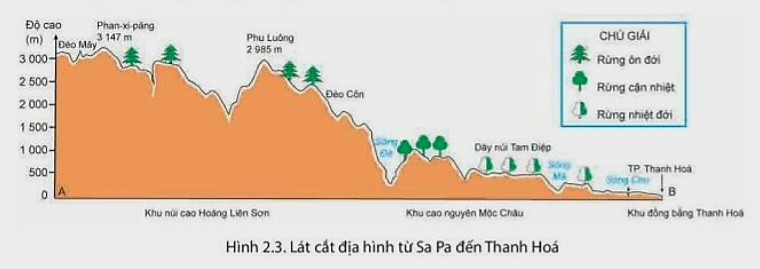 Độ cao
(m)
Đèo Mây
Phan-xi-păng
3 147 m
Phu Luông
2 985 m
Đèo Côn
CHÚ GIẢI
Rừng ôn đới
Rừng cận nhiệt
Rừng nhiệt đới
3 000
2 500
2 000
1 500
1 000
500
0
A
Sông
Đà
Dãy núi Tam Điệp
Sông
Mã
Sông Chu
TP. Thanh Hoá
B
Khu núi cao Hoàng Liên Sơn
Khu cao nguyên Mộc Châu
Khu đồng bằng Thanh Hoá
Hình 2.3. Lát cắt địa hình từ Sa Pa đến Thanh Hoá